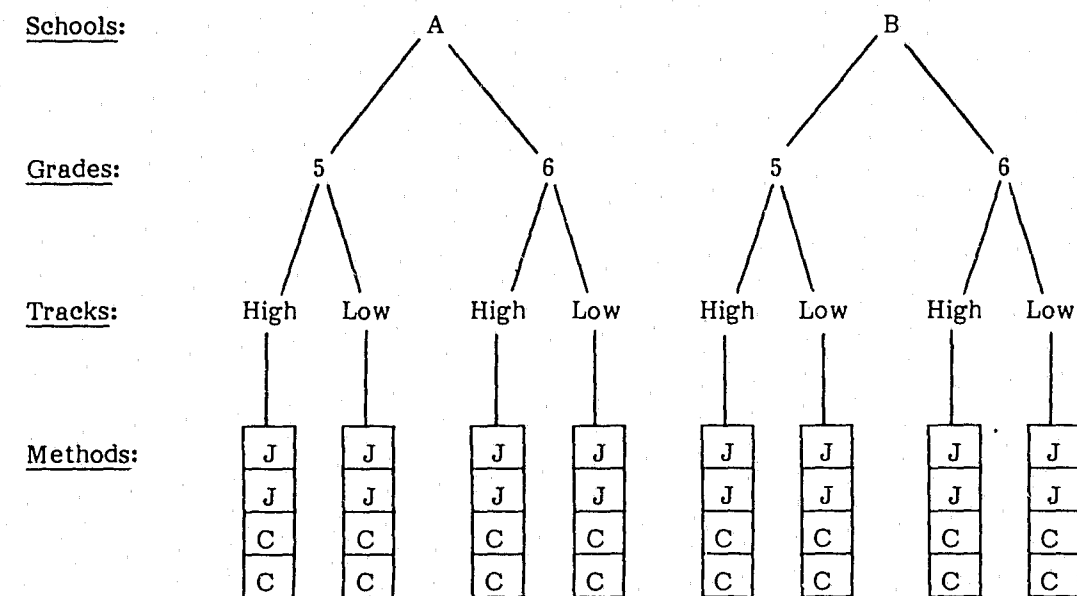 Schools: A B
Grades: 5 6 5 6
Tracks: High Low High Low High Low High Low
Methods: J J J J J J J J
J J J J J J J J
C C C C C C C C
C C C C C C C C